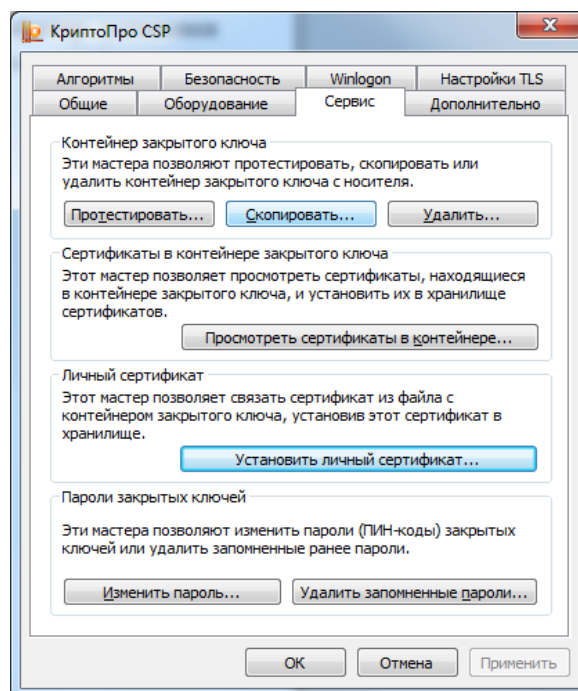 КриптоПро CSP
Алгоритмы Безопасность Winlogon Настройки TLS
Общие Оборудование Сервис Дополнительно
Контейнер закрытого ключа
Эти мастера позволяют протестировать, скопировать или
удалить контейнер закрытого ключа с носителя.
Протестировать... Скопировать... Удалить...
Сертификаты в контейнере закрытого ключа
Этот мастер позволяет просмотреть сертификаты, находящиеся
в контейнере закрытого ключа, и установить их в хранилище
сертификатов.
Просмотреть сертификаты в контейнере...
Личный сертификат
Этот мастер позволяет связать сертификат из файла с
контейнером закрытого ключа, установив этот сертификат в
хранилище.
Установить личный сертификат...
Пароли закрытых ключей
Эти мастера позволяют изменить пароли (ПИН-коды) закрытых
ключей или удалить запомненные ранее пароли.
Изменить пароль... Удалить запомненные пароли...
ОК Отмена Применить